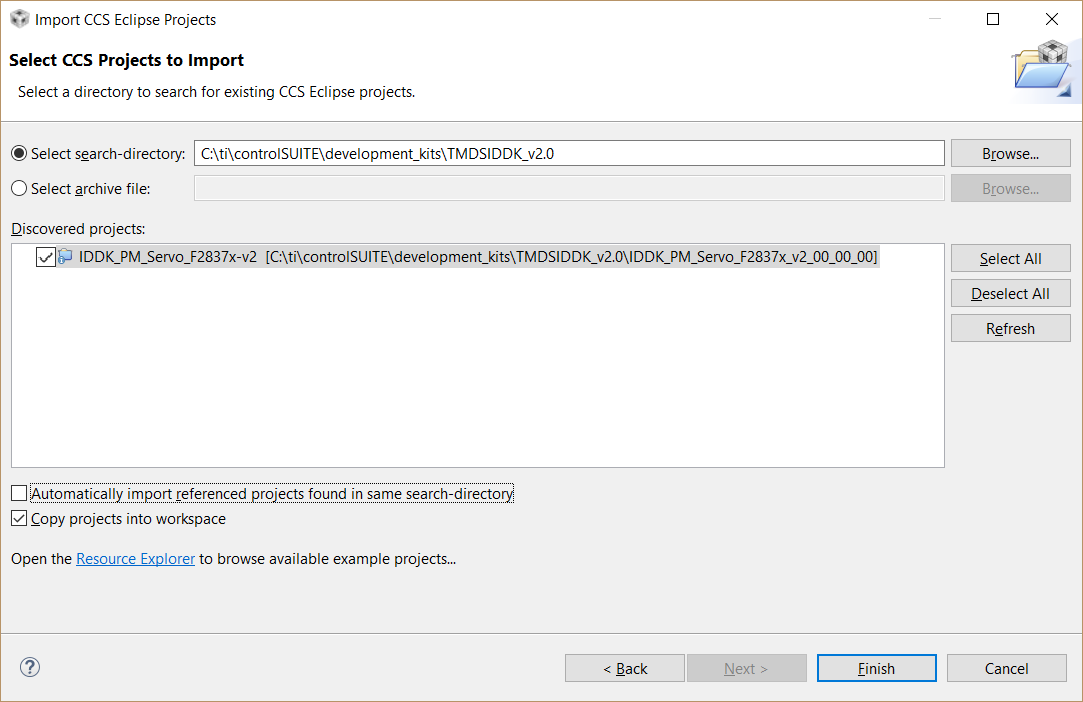 Import CCS Eclipse Projects
Select CCS Projects to Import
Select a directory to search for existing CCS Eclipse projects.
Select search-directory: C:\ti\controlSUITE\development_kits\TMDSIDDK_v2.0 Browse...
Select archive file: Browse...
Discovered projects:
IDDK_PM_Servo_F2837x-v2 [C:\ti\controlSUITE\development_kits\TMDSIDDK_v2.0\IDDK_PM_Servo_F2837x_v2_00_00_00]
Select All
Deselect All
Refresh
Automatically import referenced projects found in same search-directory
Copy projects into workspace
Open the Resource Explorer to browse available example projects...
? < Back Next > Finish Cancel